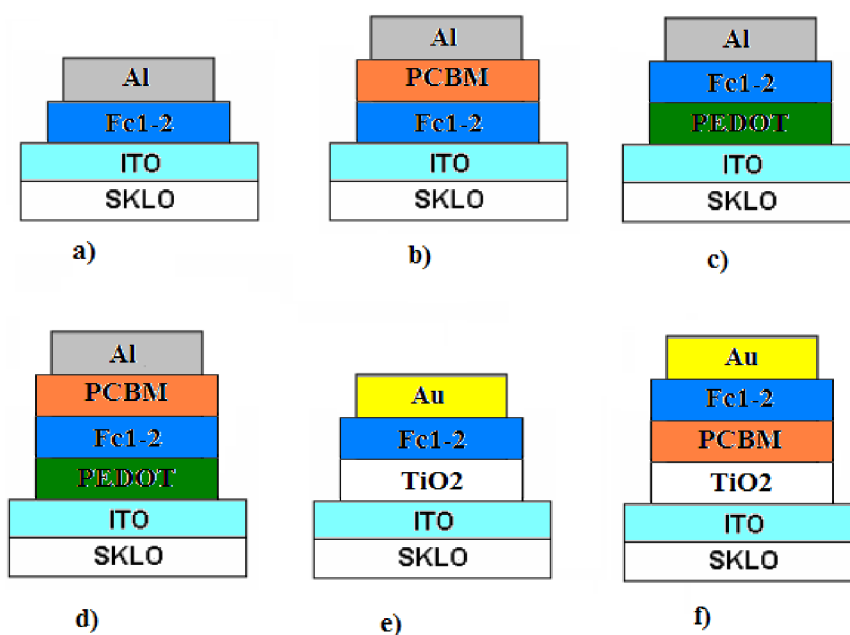 Al
Fc1-2
ITO
SKLO
a)
Al
PCBM
Fc1-2
ITO
SKLO
b)
Al
Fc1-2
PEDOT
ITO
SKLO
c)
Al
PCBM
Fc1-2
PEDOT
ITO
SKLO
d)
Au
Fc1-2
TiO2
ITO
SKLO
e)
Au
Fc1-2
PCBM
TiO2
ITO
SKLO
f)